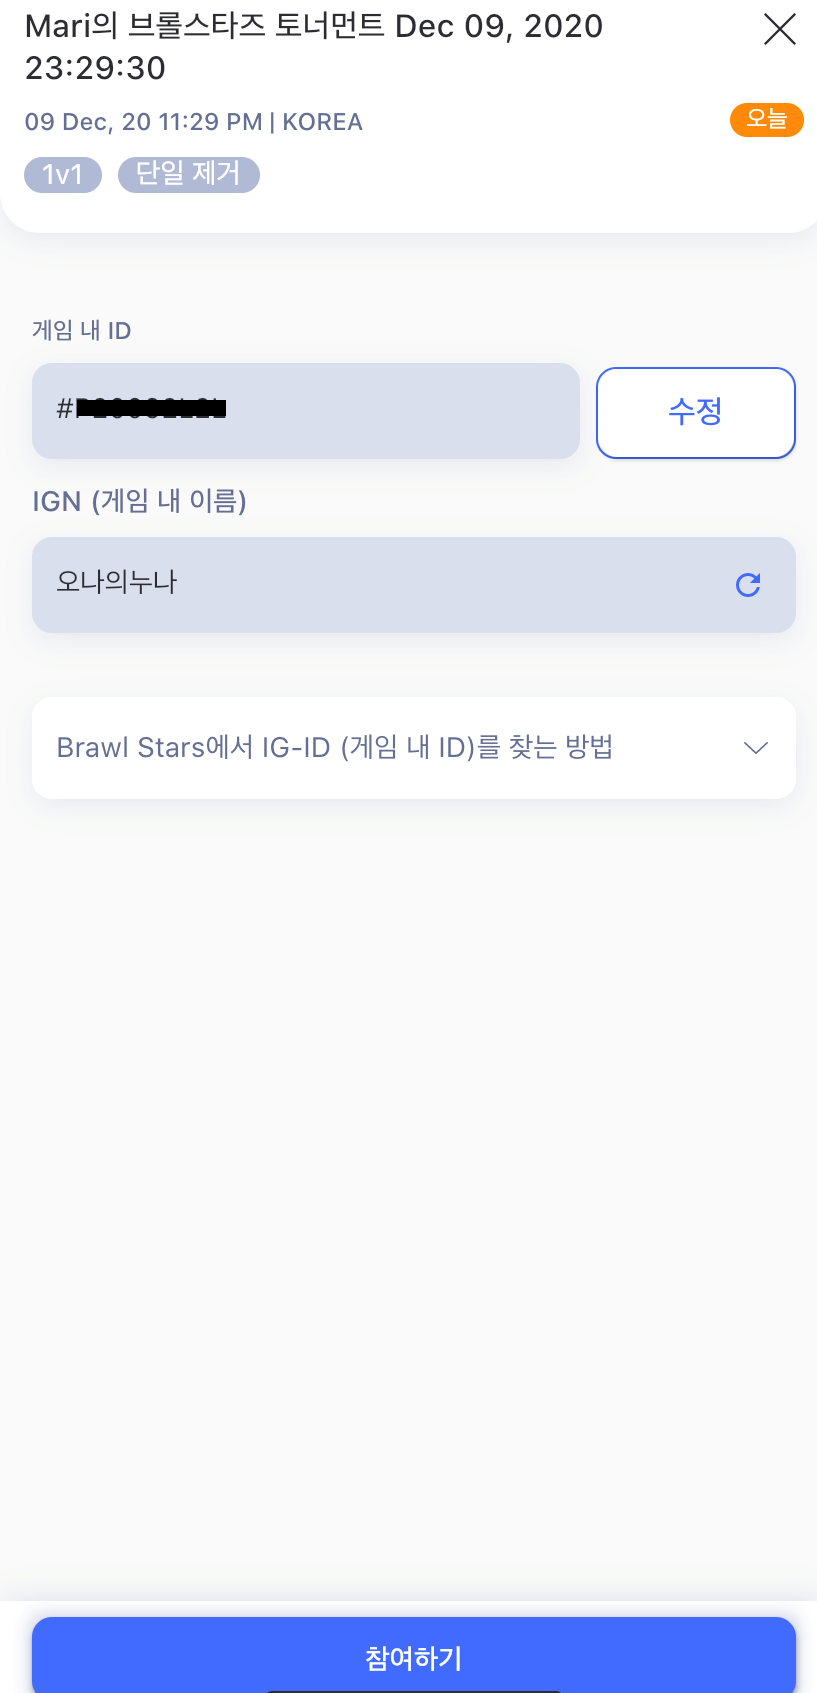 Mari의 브롤스타즈 토너먼트 Dec 09, 2020
23:29:30
09 Dec, 20 11:29 PM | KOREA
오늘
1v1
단일 제거
게임 내 ID
#
수정
IGN (게임 내 이름)
오나의누나
Brawl Stars에서 IG-ID (게임 내 ID)를 찾는 방법
참여하기